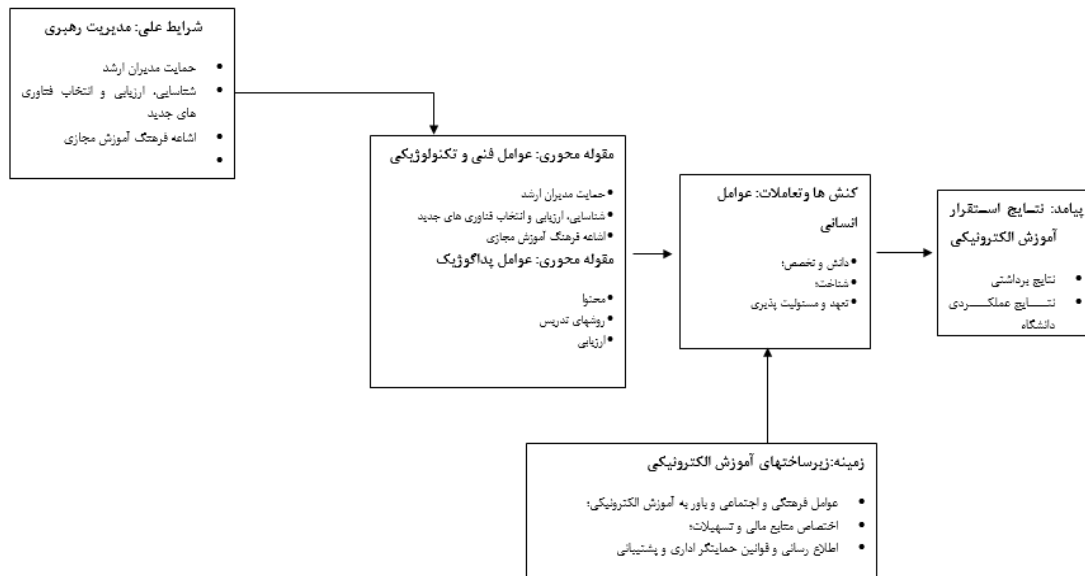 شرایط علی: مدیریت رهبری
حمایت مدیران ارشد
شناسایی، ارزیابی و انتخاب فناوری
های جدید
اشاعه فرهنگ آموزش مجازی
مقوله محوری: عوامل فنی و تکنولوژیکی
حمایت مدیران ارشد
شناسایی، ارزیابی و انتخاب فناوری های جدید
اشاعه فرهنگ آموزش مجازی
مقوله محوری: عوامل پداگوژیک
محتوا
روشهای تدریس
ارزیابی
کنش ها وتعاملات: عوامل
انسانی
دانش و تخصص؛
شناخت؛
تعهد و مسئولیت پذیری
پیامد: نتـایج استـقرار
آموزش الکترونیکی
نتایج برداشتی
نتـــایج عملکـــردی
دانشگاه
زمینه:زیرساختهای آموزش الکترونیکی
عوامل فرهنگی و اجتماعی و باور به آموزش الکترونیکی؛
اختصاص منابع مالی و تسهیلات؛
اطلاع رسانی و قوانین حمایتگر اداری و پشتیبانی